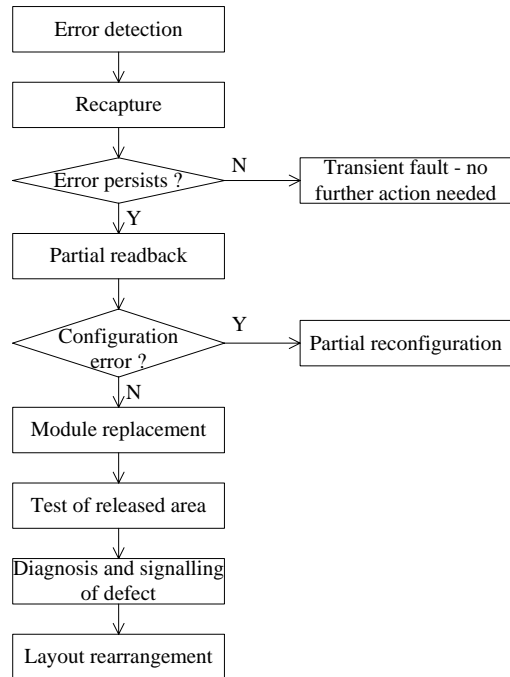 Error detection
Recapture
Error persists ?
N
Transient fault - no
further action needed
Y
Partial readback
Configuration
error ?
Y
Partial reconfiguration
N
Module replacement
Test of released area
Diagnosis and signalling
of defect
Layout rearrangement